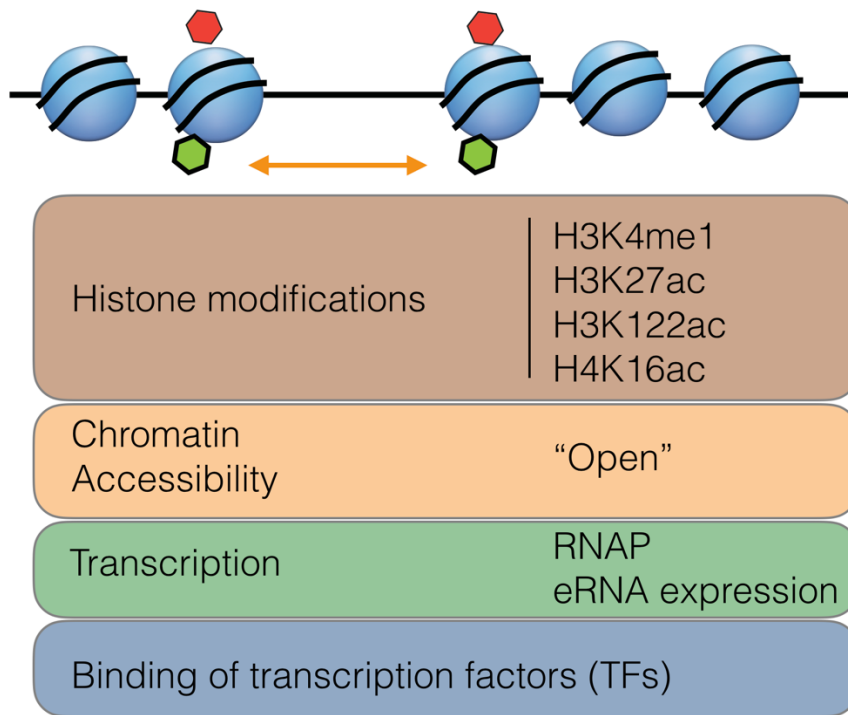 Histone modifications
H3K4me1
H3K27ac
H3K122ac
H4K16ac
Chromatin
Accessibility
“Open”
Transcription
RNAP
eRNA expression
Binding of transcription factors (TFs)